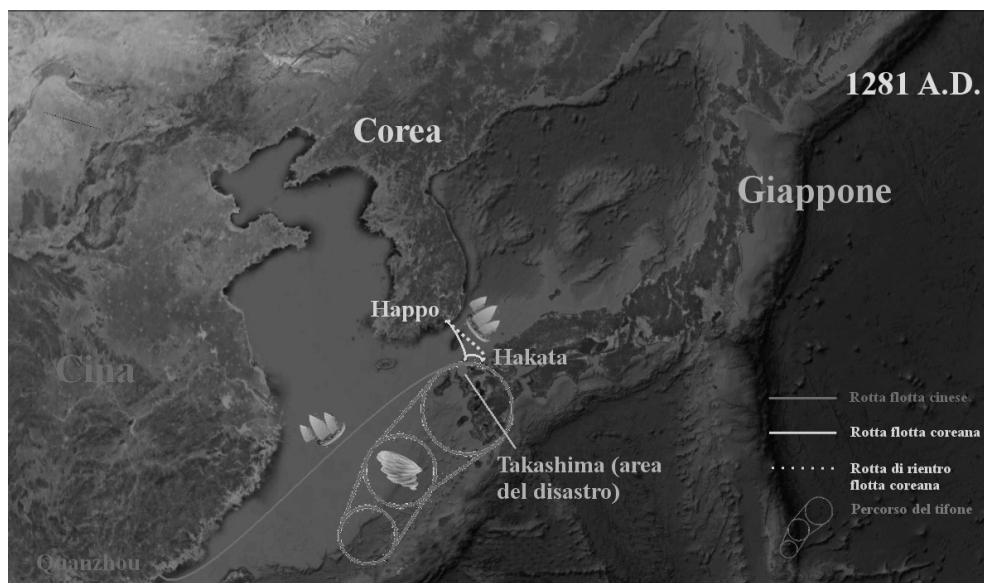 1281 A.D.
Corea
Giappone
Happo
Hakata
Cina
Rotta flotta cinese
Rotta flotta coreana
Takashima (area
del disastro)
Rotta di rientro
flotta coreana
Percorso del tifone
Quanzhou